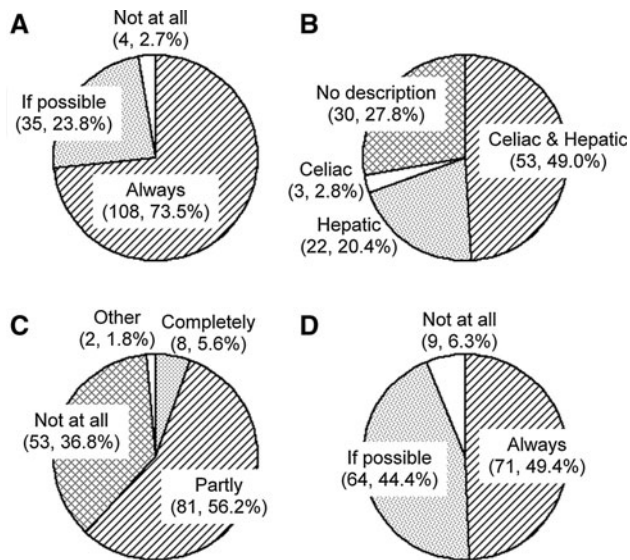 A
Not at all
(4, 2.7%)
If possible
(35, 23.8%)
Always
(108, 73.5%)
B
No description
(30, 27.8%)
Celiac & Hepatic
(53, 49.0%)
Celiac
(3, 2.8%)
Hepatic
(22, 20.4%)
C
Other
(2, 1.8%)
Completely
(8, 5.6%)
Not at all
(53, 36.8%)
Partly
(81, 56.2%)
D
Not at all
(9, 6.3%)
If possible
(64, 44.4%)
Always
(71, 49.4%)